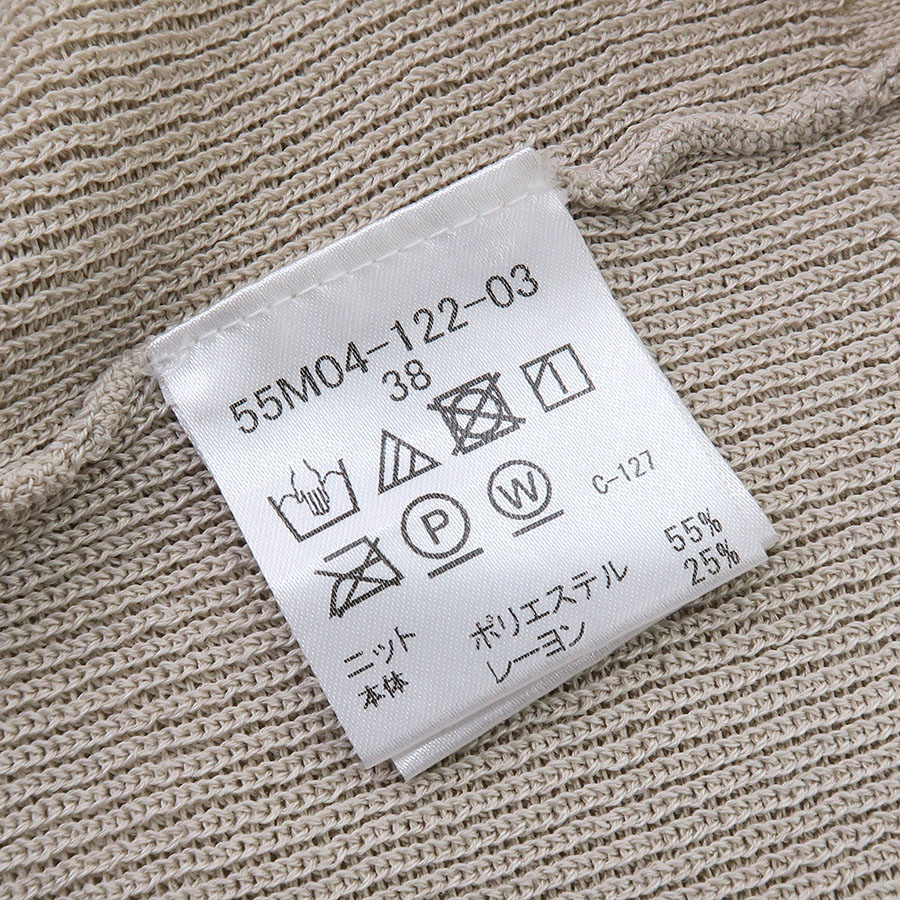 55M04-122-03
38
1
P W C-127
ニット ポリエステル 55%
本体 レーヨン 25%